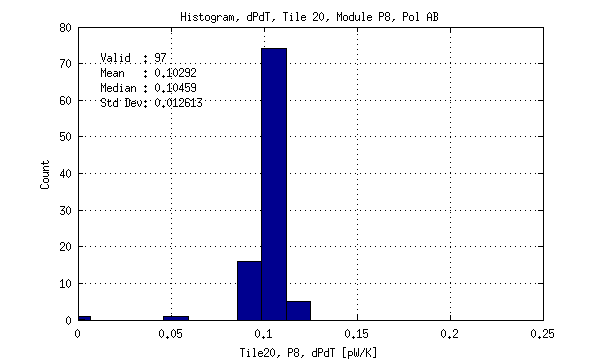 Histogram, dPdT, Tile 20, Module P8, Pol AB
80
70
60
50
40
30
20
10
0
Count
Valid : 97
Mean : 0.10292
Median : 0.10459
Std Dev: 0.012613
0 0.05 0.1 0.15 0.2 0.25
Tile20, P8, dPdT [pW/K]